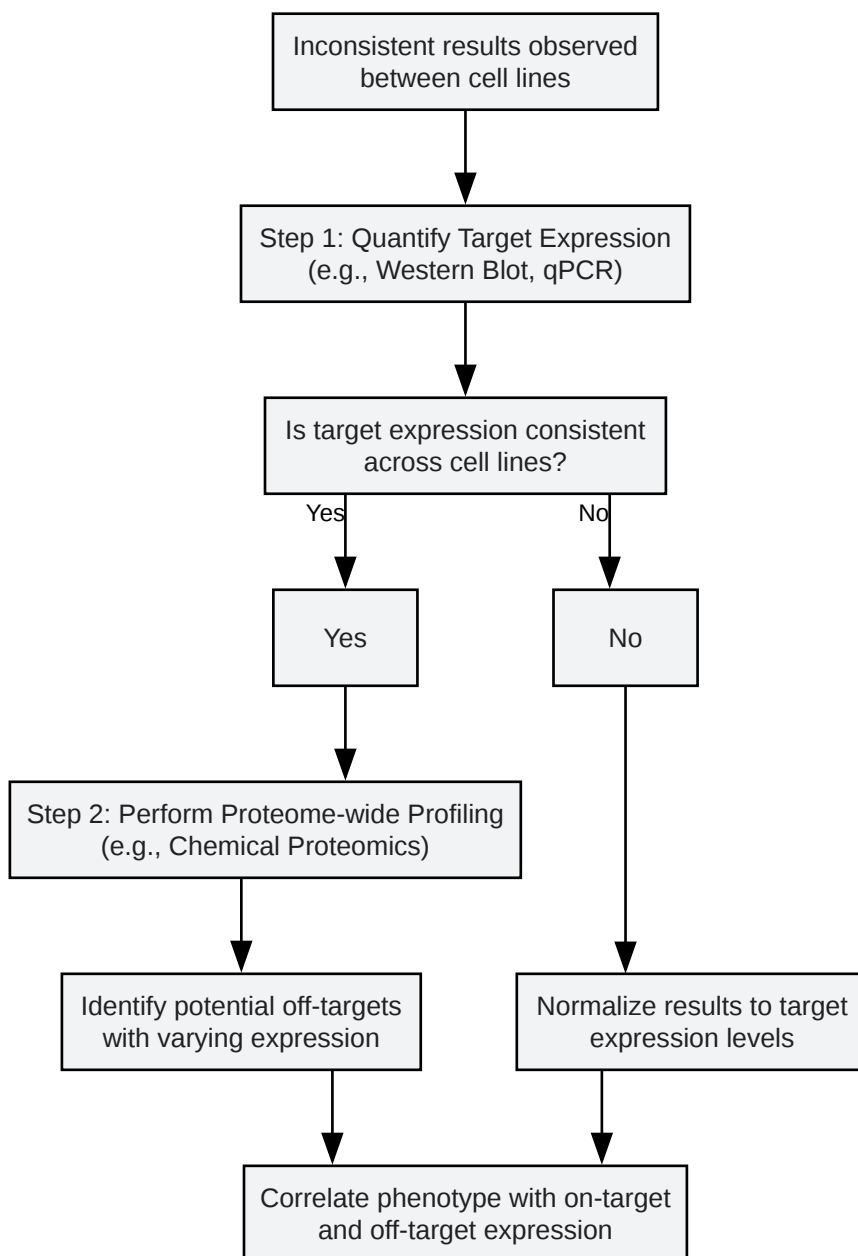 Inconsistent results observed
between cell lines
Step 1: Quantify Target Expression
(e.g., Western Blot, qPCR)
Is target expression consistent
across cell lines?
Yes
No
Yes
No
Step 2: Perform Proteome-wide Profiling
(e.g., Chemical Proteomics)
Identify potential off-targets
with varying expression
Normalize results to target
expression levels
Correlate phenotype with on-target
and off-target expression